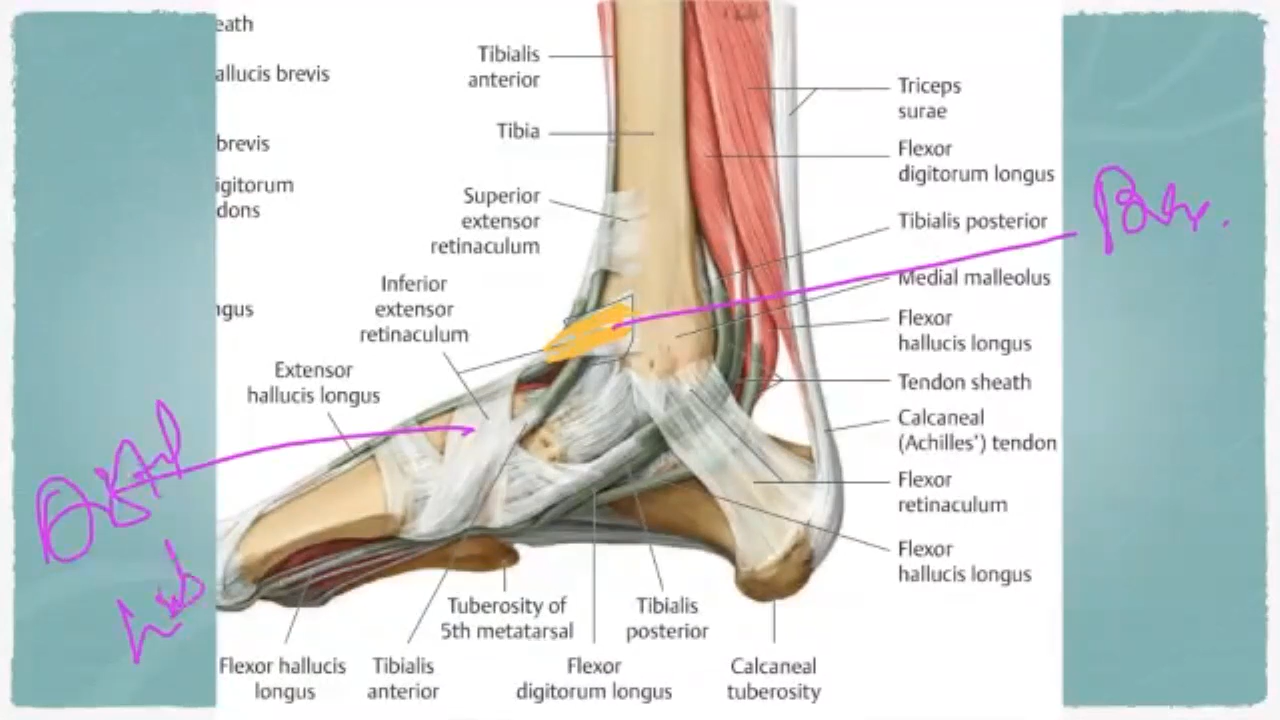 eath
allucis brevis
brevis
igitorum
dons
ngus
Tibialis
anterior
Tibia
Superior
extensor
retinaculum
Inferior
extensor
retinaculum
Extensor
hallucis longus
Triceps
surae
Flexor
digitorum longus
Tibialis posterior
Medial malleolus
Flexor
hallucis longus
Tendon sheath
Calcaneal
(Achilles’) tendon
Flexor
retinaculum
Flexor
hallucis longus
Tuberosity of
5th metatarsal
Tibialis
posterior
Flexor hallucis
longus
Tibialis
anterior
Flexor
digitorum longus
Calcaneal
tuberosity